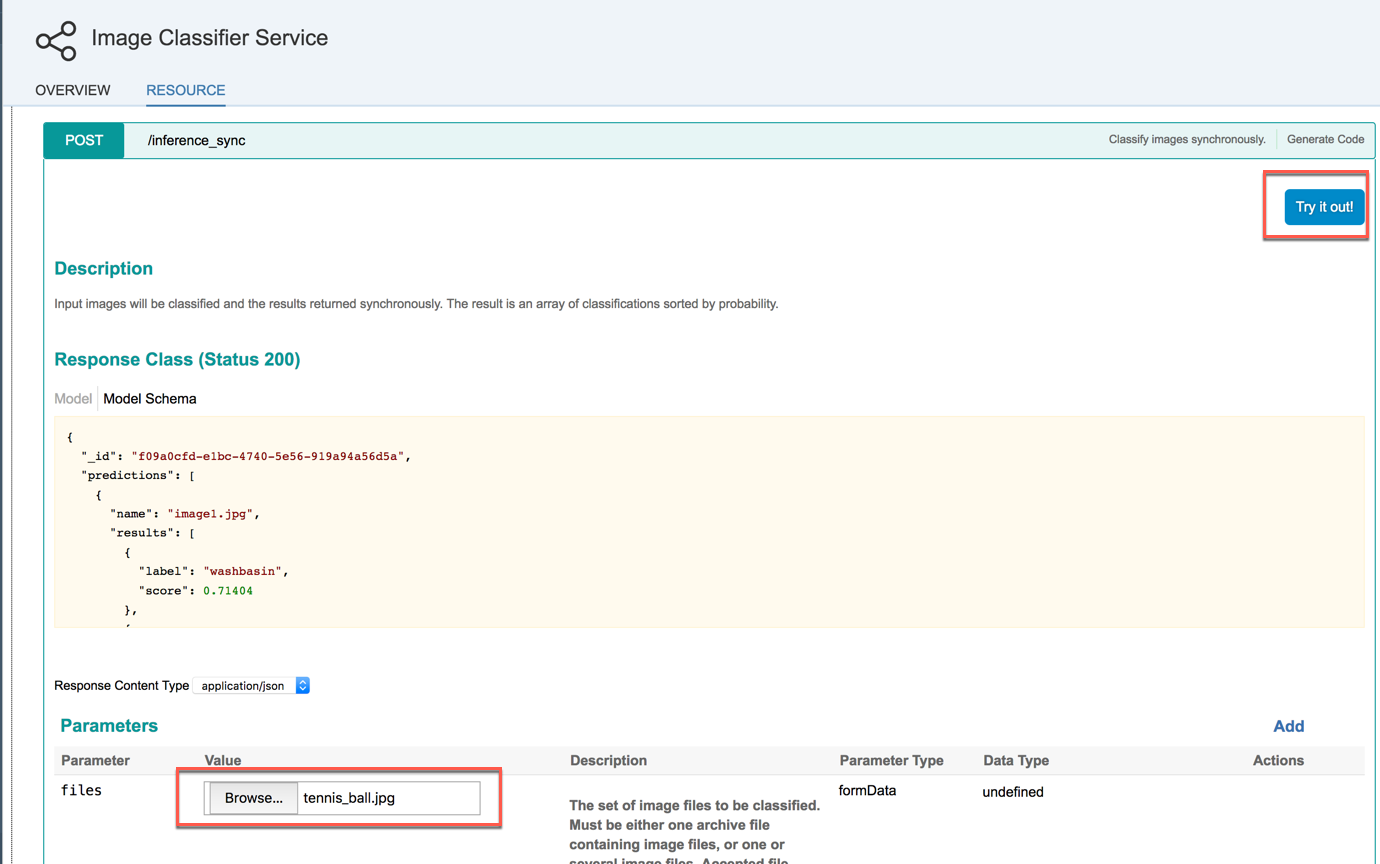 Image Classifier Service
OVERVIEW RESOURCE
POST /inference_sync Classify images synchronously. Generate Code
Try it out!
Description
Input images will be classified and the results returned synchronously. The result is an array of classifications sorted by probability.
Response Class (Status 200)
Model Model Schema
{
"_id": "f09a0cfd-e1bc-4740-5e56-919a94a56d5a",
"predictions": [
{
"name": "image1.jpg",
"results": [
{
"label": "washbasin",
"score": 0.71404
},
Response Content Type application/json
Parameters Add
Parameter Value Description Parameter Type Data Type Actions
files Browse... tennis_ball.jpg formData undefined
The set of image files to be classified.
Must be either one archive file
containing image files, or one or
several image files. Accepted file